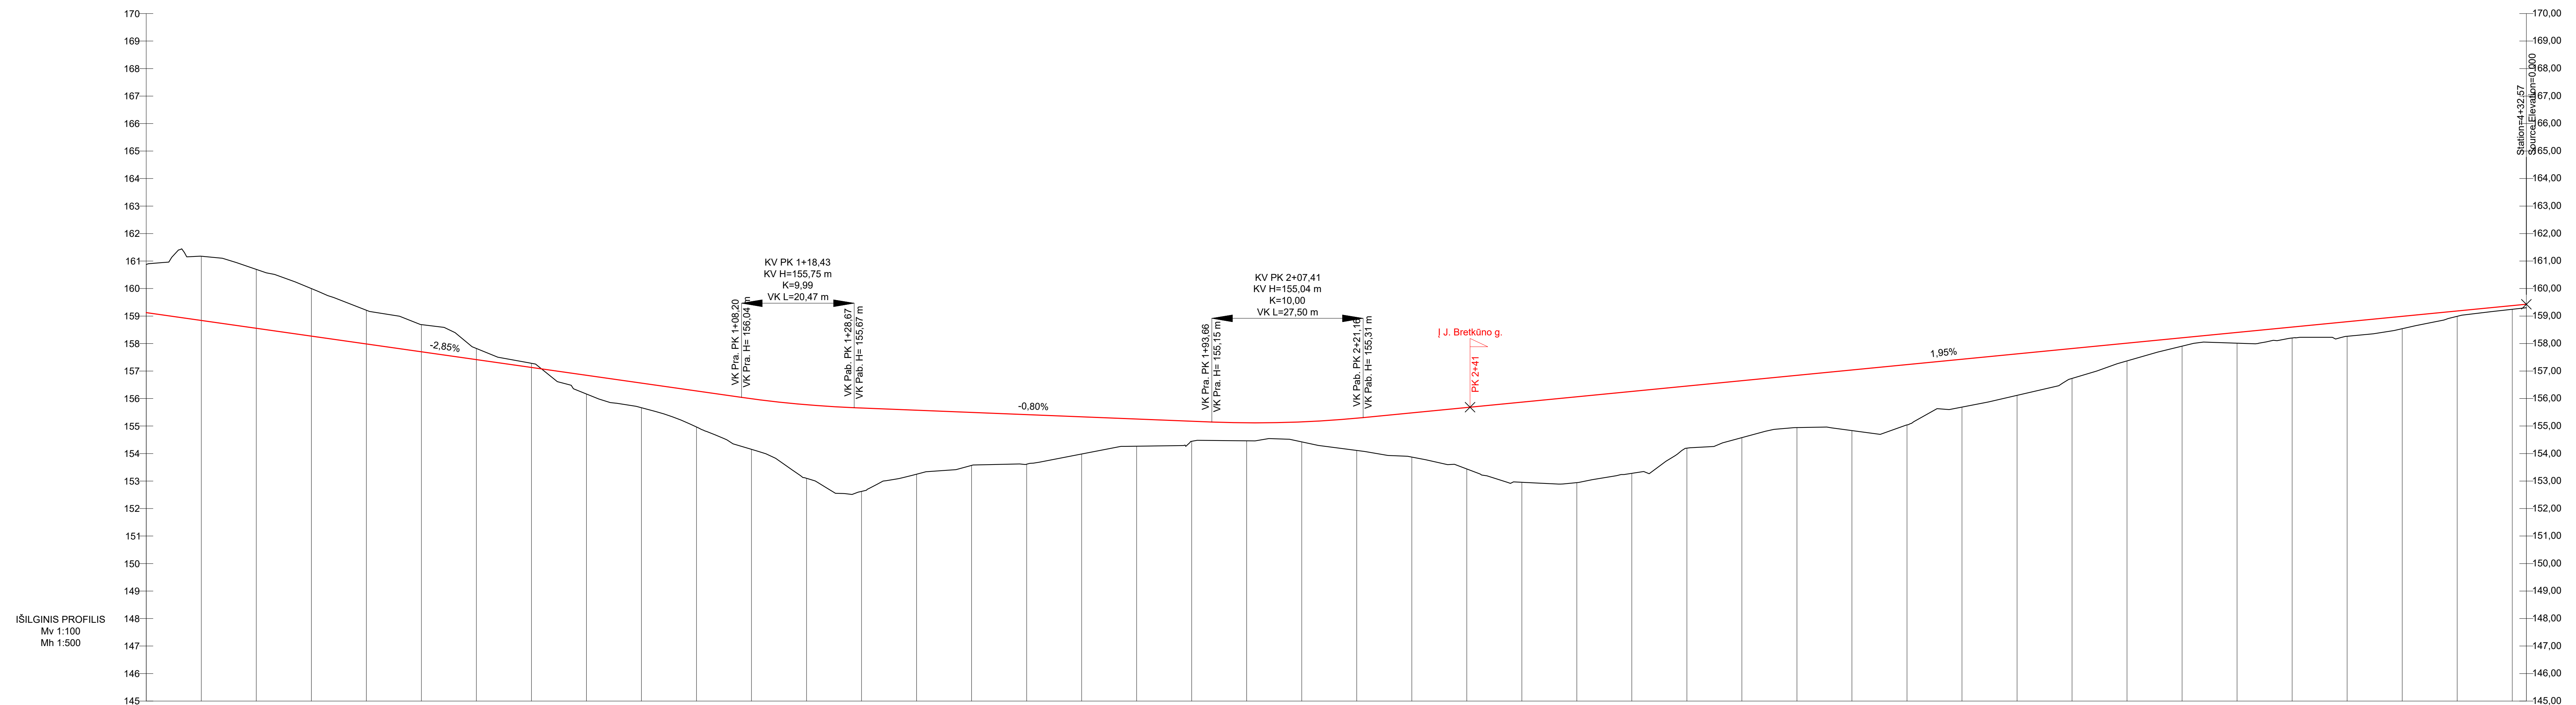 170
169
168
167
166
165
164
163
162
161
160
159
158
157
156
155
154
153
152
151
150
149
148
147
146
145
IŠILGINIS PROFILIS
Mv 1:100
Mh 1:500
-2,85%
VK Pra. PK 1+08,20
VK Pra. H= 156,04 m
KV PK 1+18,43
KV H=155,75 m
K=9,99
VK L=20,47 m
VK Pab. PK 1+28,67
VK Pab. H= 155,67 m
-0,80%
VK Pra. PK 1+93,66
VK Pra. H= 155,15 m
KV PK 2+07,41
KV H=155,04 m
K=10,00
VK L=27,50 m
VK Pab. PK 2+21,16
VK Pab. H= 155,31 m
Į J. Bretkūno g.
PK 2+41
1,95%
Station=4+32,57
Source Elevation=0.000
170,00
169,00
168,00
167,00
166,00
165,00
164,00
163,00
162,00
161,00
160,00
159,00
158,00
157,00
156,00
155,00
154,00
153,00
152,00
151,00
150,00
149,00
148,00
147,00
146,00
145,00